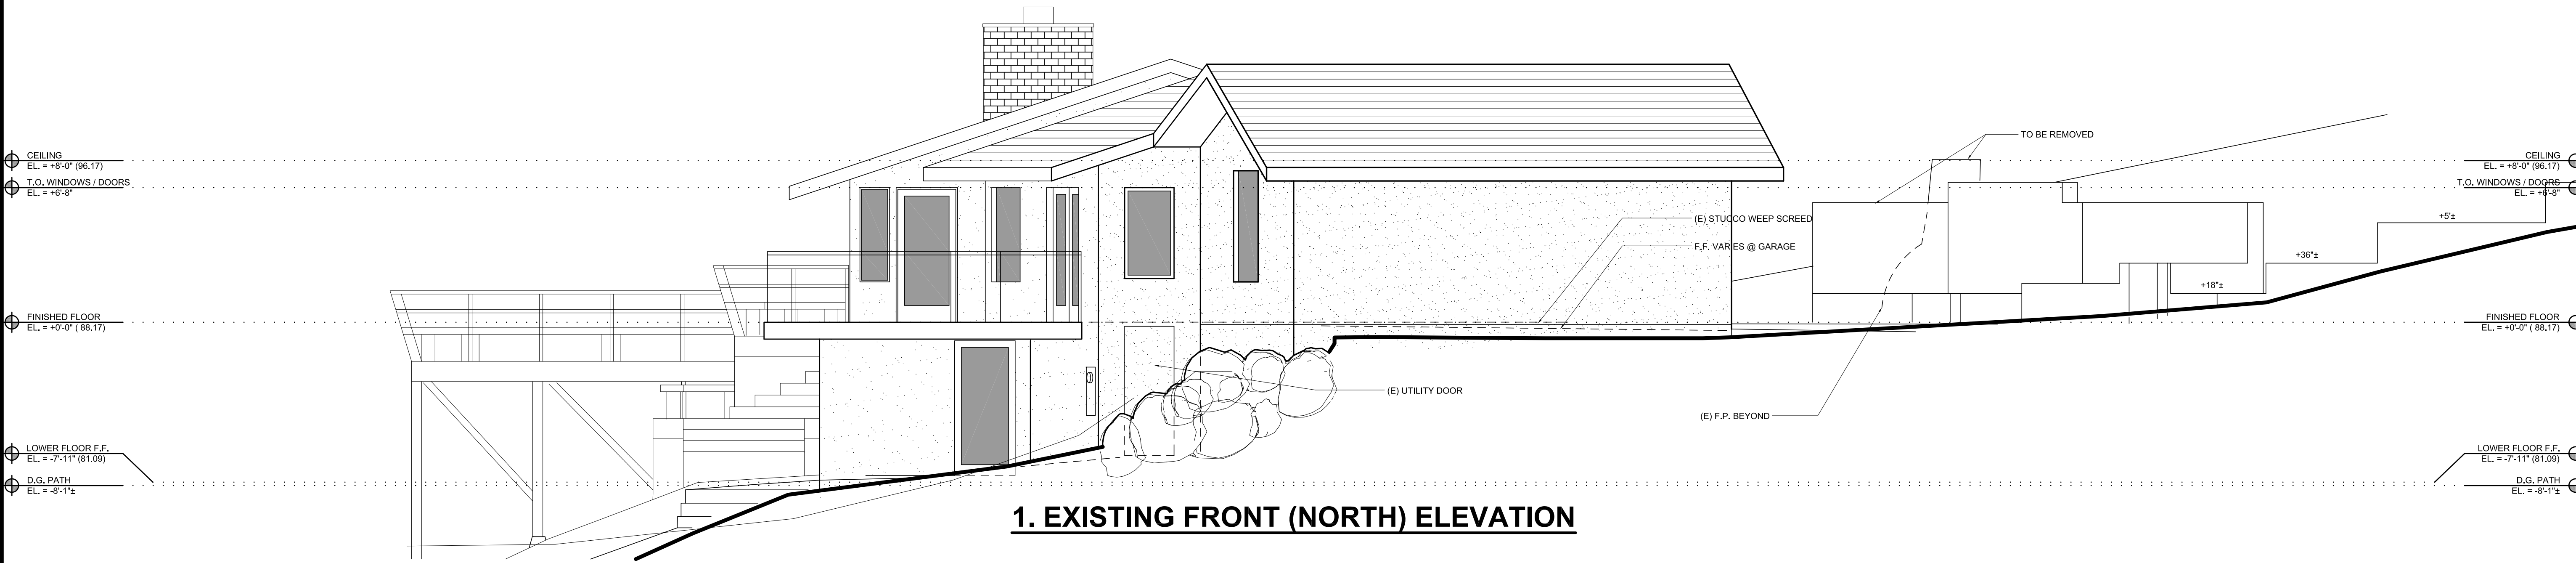 CEILING
EL. = +8'-0" (96.17)
T.O. WINDOWS / DOORS
EL. = +6'-8"
FINISHED FLOOR
EL. = +0'-0" ( 88.17)
LOWER FLOOR F.F.
EL. = -7'-11" (81.09)
D.G. PATH
EL. = -8'-1"±
TO BE REMOVED
(E) STUCCO WEEP SCREED
F.F. VARIES @ GARAGE
(E) UTILITY DOOR
(E) F.P. BEYOND
+18"±
+36"±
+5'±
CEILING
EL. = +8'-0" (96.17)
T.O. WINDOWS / DOORS
EL. = +6'-8"
FINISHED FLOOR
EL. = +0'-0" ( 88.17)
LOWER FLOOR F.F.
EL. = -7'-11" (81.09)
D.G. PATH
EL. = -8'-1"±
1. EXISTING FRONT (NORTH) ELEVATION